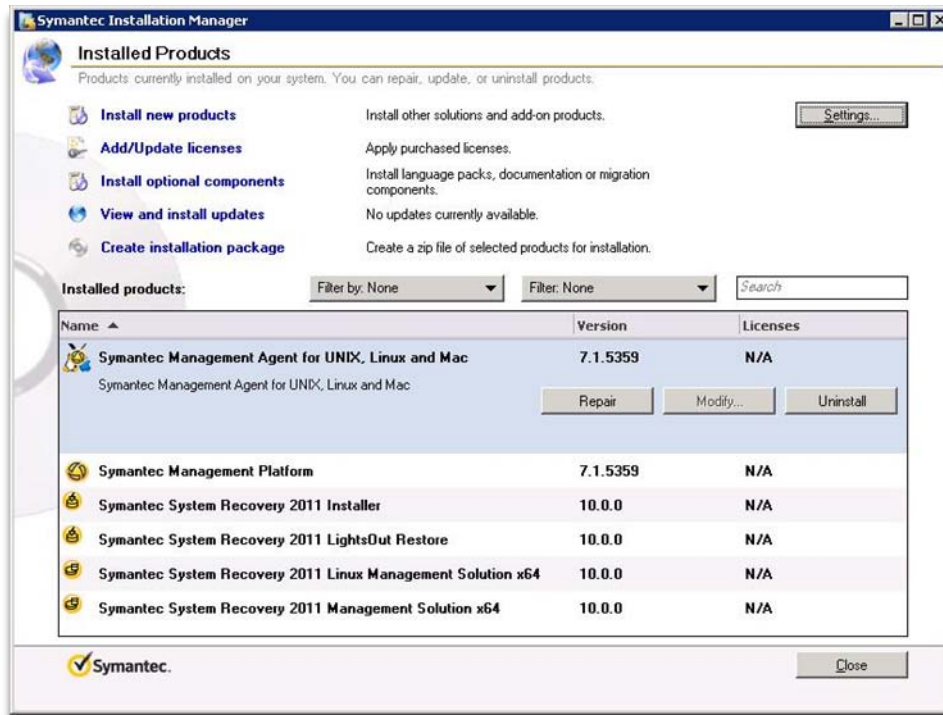 Symantec Installation Manager
Installed Products
Products currently installed on your system. You can repair, update, or uninstall products.
Install new products
Install other solutions and add-on products.
Settings...
Add/Update licenses
Apply purchased licenses.
Install optional components
Install language packs, documentation or migration
components.
View and install updates
No updates currently available.
Create installation package
Create a zip file of selected products for installation.
Installed products:
Filter by: None
Filter: None
Search
Name Version Licenses
Symantec Management Agent for UNIX, Linux and Mac 7.1.5359 N/A
Symantec Management Agent for UNIX, Linux and Mac
Repair Modify... Uninstall
Symantec Management Platform 7.1.5359 N/A
Symantec System Recovery 2011 Installer 10.0.0 N/A
Symantec System Recovery 2011 LightsOut Restore 10.0.0 N/A
Symantec System Recovery 2011 Linux Management Solution x64 10.0.0 N/A
Symantec System Recovery 2011 Management Solution x64 10.0.0 N/A
Symantec.
Close